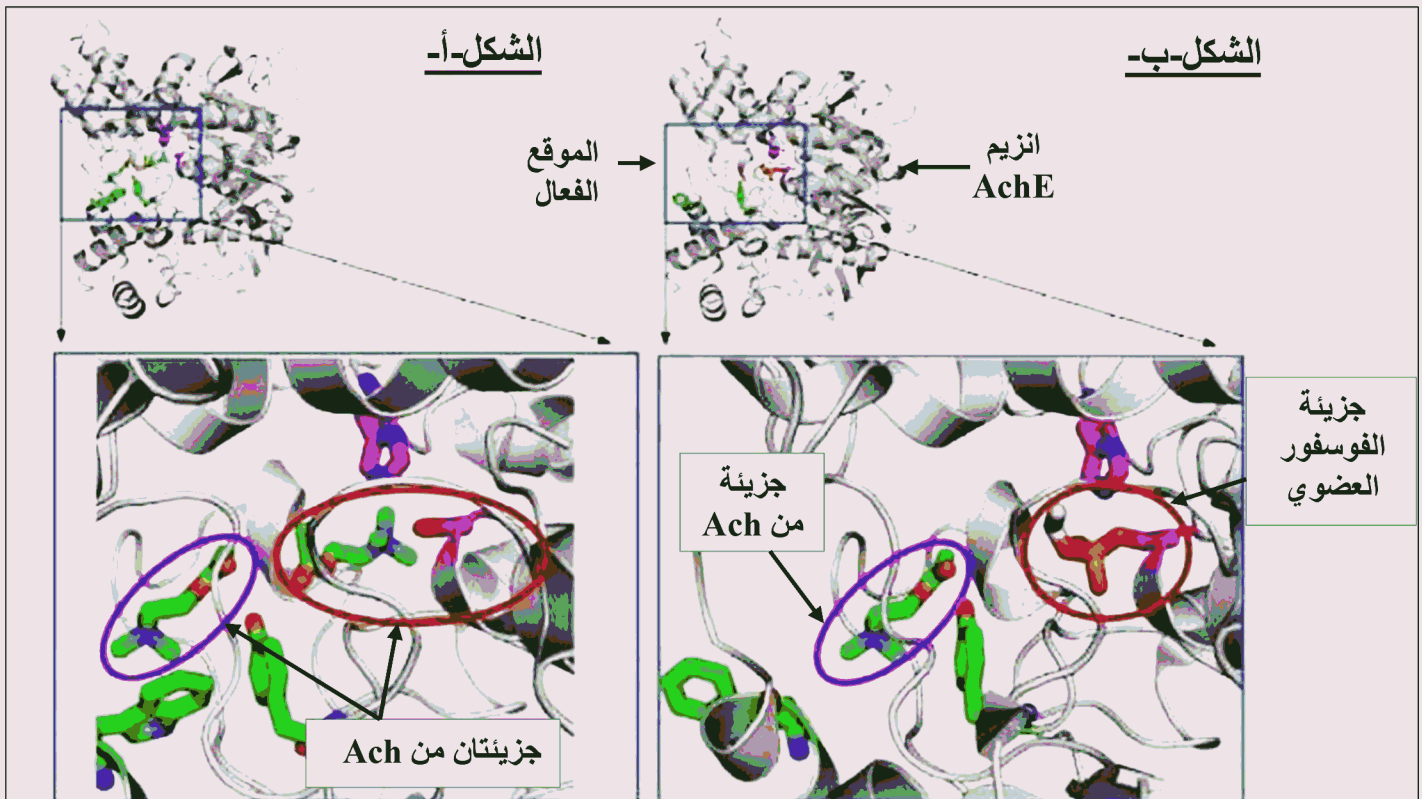 الشكل-أ-
الشكل-ب-
الموقع
الفعال
انزيم
AchE
جزيئة
الفوسفور
العضوي
جزيئة
من Ach
جزيئتان من Ach